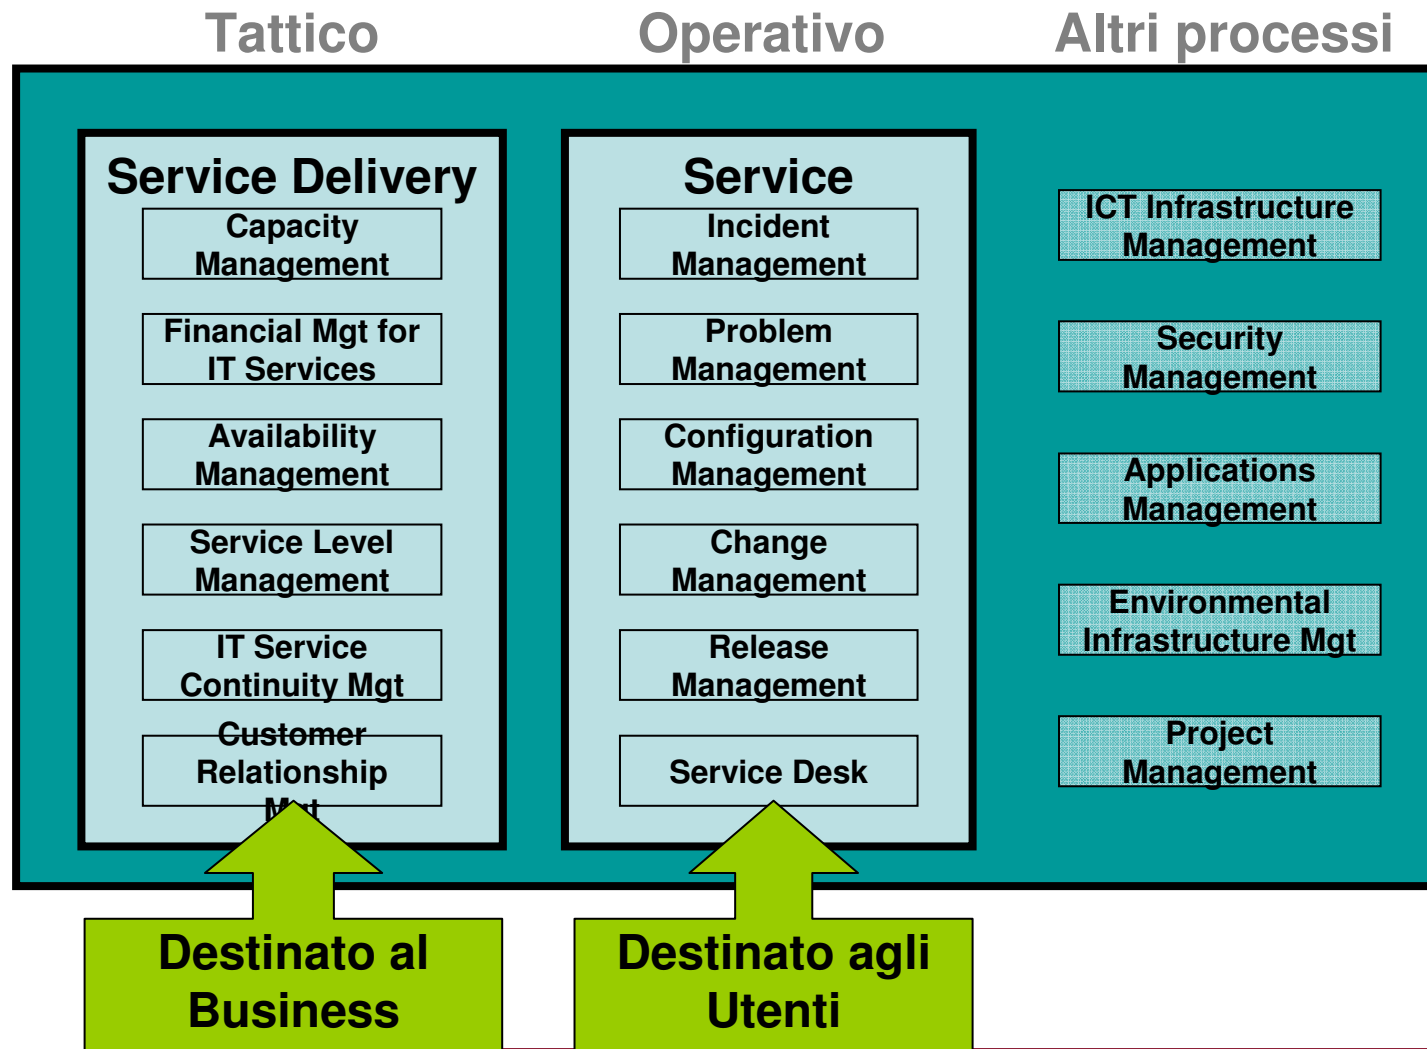 Tattico
Operativo
Altri processi
Service Delivery
Capacity
Management
Financial Mgt for
IT Services
Availability
Management
Service Level
Management
IT Service
Continuity Mgt
Customer
Relationship
Mgt
Service
Incident
Management
Problem
Management
Configuration
Management
Change
Management
Release
Management
Service Desk
ICT Infrastructure
Management
Security
Management
Applications
Management
Environmental
Infrastructure Mgt
Project
Management
Destinato al
Business
Destinato agli
Utenti